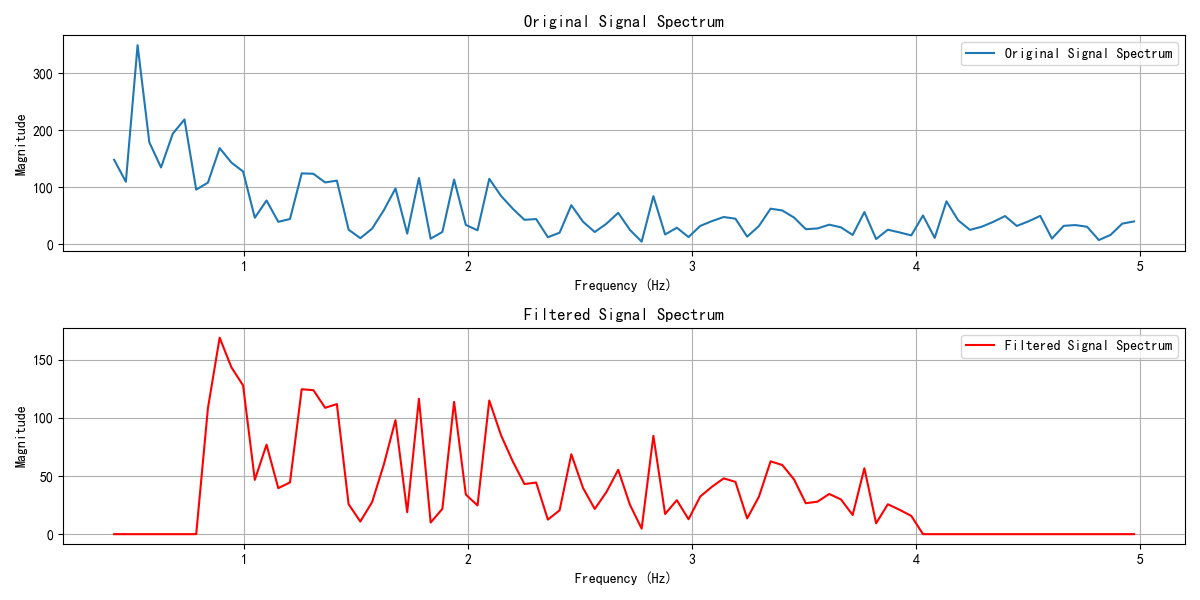 Original Signal Spectrum
Original Signal Spectrum
300
200
100
0
Magnitude
1 2 3 4 5
Frequency (Hz)
Filtered Signal Spectrum
Filtered Signal Spectrum
150
100
50
0
Magnitude
1 2 3 4 5
Frequency (Hz)